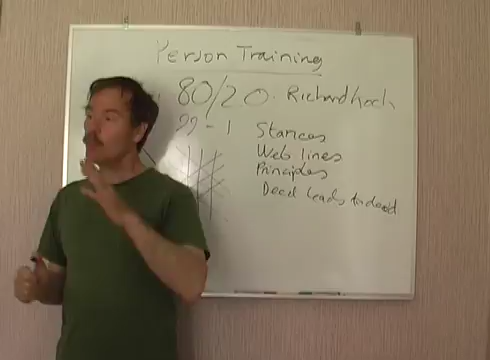 Person Training
80/20. Richard Koch
99-1 Stances
Web lines
Principles
Deed leads to deed